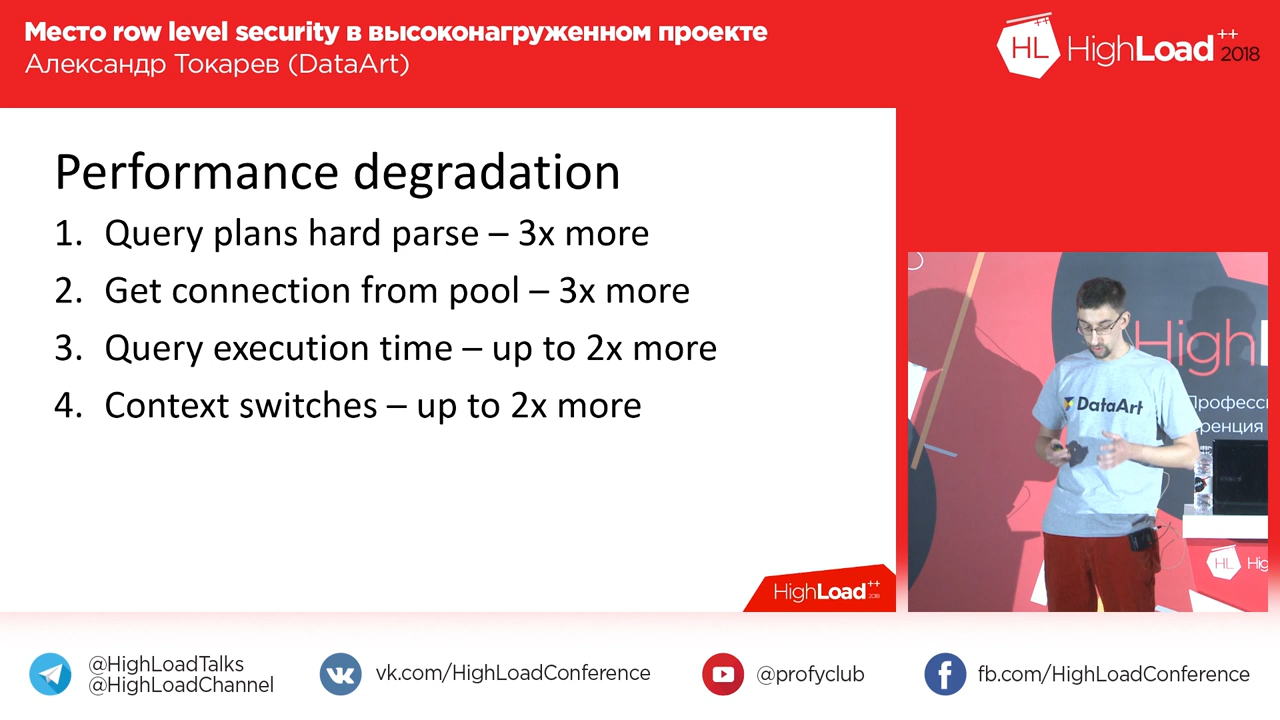 Место row level security в высоконагруженном проекте
Александр Токарев (DataArt)
HL HighLoad++ 2018
Performance degradation
1. Query plans hard parse – 3x more
2. Get connection from pool – 3x more
3. Query execution time – up to 2x more
4. Context switches – up to 2x more
HighLoad++ 2018
High
DataArt
HL
@HighLoadTalks
@HighLoadChannel
vk.com/HighLoadConference
@profyclub
fb.com/HighLoadConference